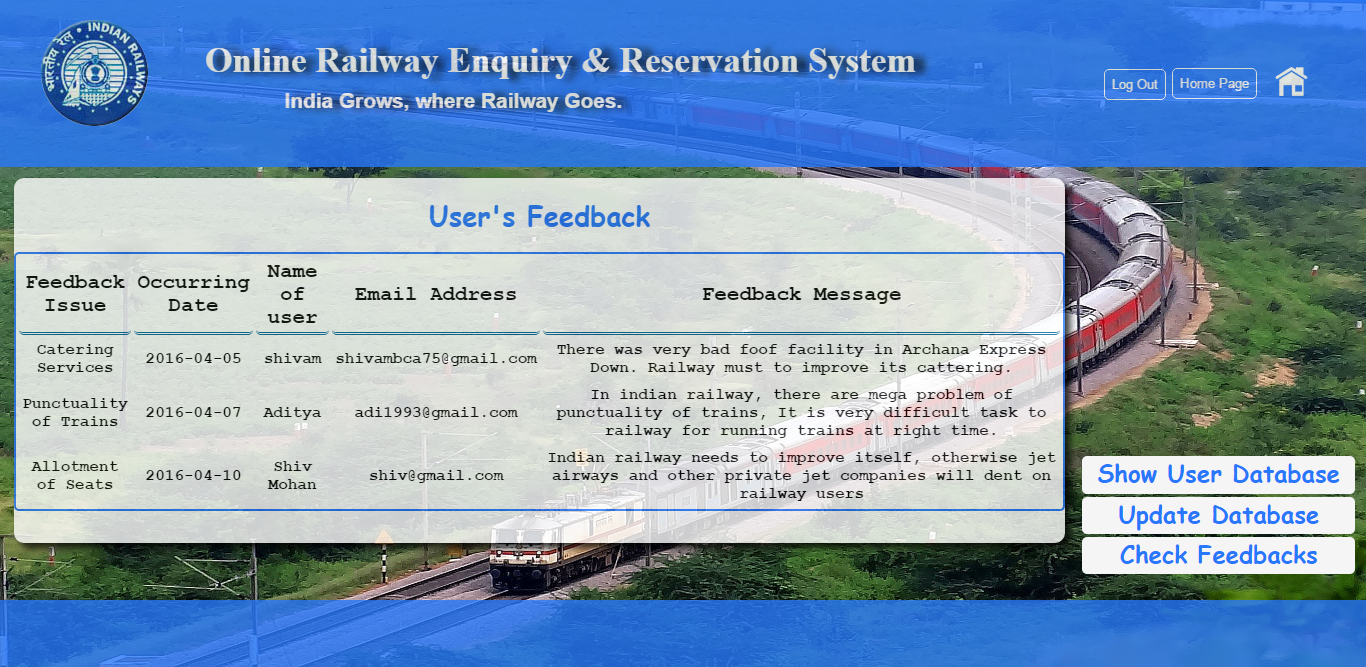 भारतीय रेल • INDIAN RAILWAYS
Online Railway Enquiry & Reservation System
India Grows, where Railway Goes.
Log Out
Home Page
User's Feedback
Feedback Issue Occurring Date Name of user Email Address Feedback Message
Catering Services 2016-04-05 shivam shivambca75@gmail.com There was very bad foof facility in Archana Express Down. Railway must to improve its cattering.
Punctuality of Trains 2016-04-07 Aditya adi1993@gmail.com In indian railway, there are mega problem of punctuality of trains, It is very difficult task to railway for running trains at right time.
Allotment of Seats 2016-04-10 Shiv Mohan shiv@gmail.com Indian railway needs to improve itself, otherwise jet airways and other private jet companies will dent on railway users
Show User Database
Update Database
Check Feedbacks